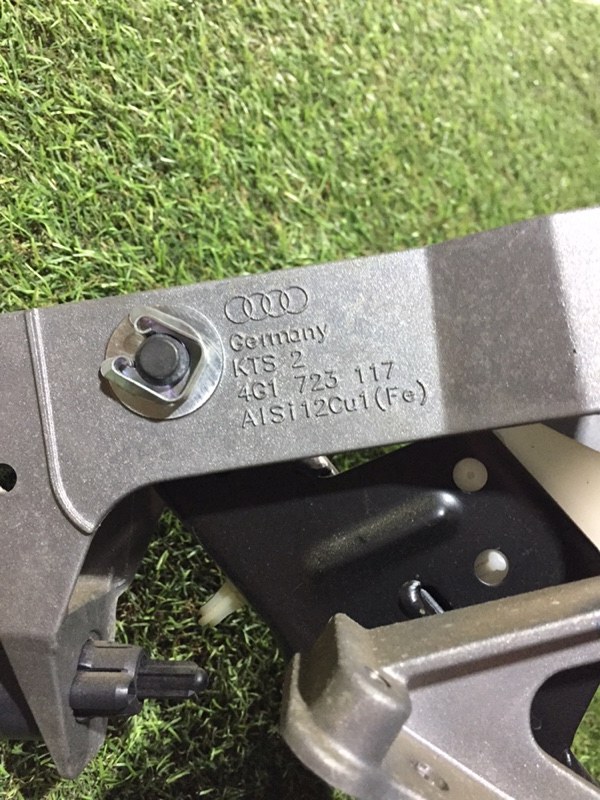 Germany
KTS 2
4G1 723 117
AlSi12Cu1(Fe)